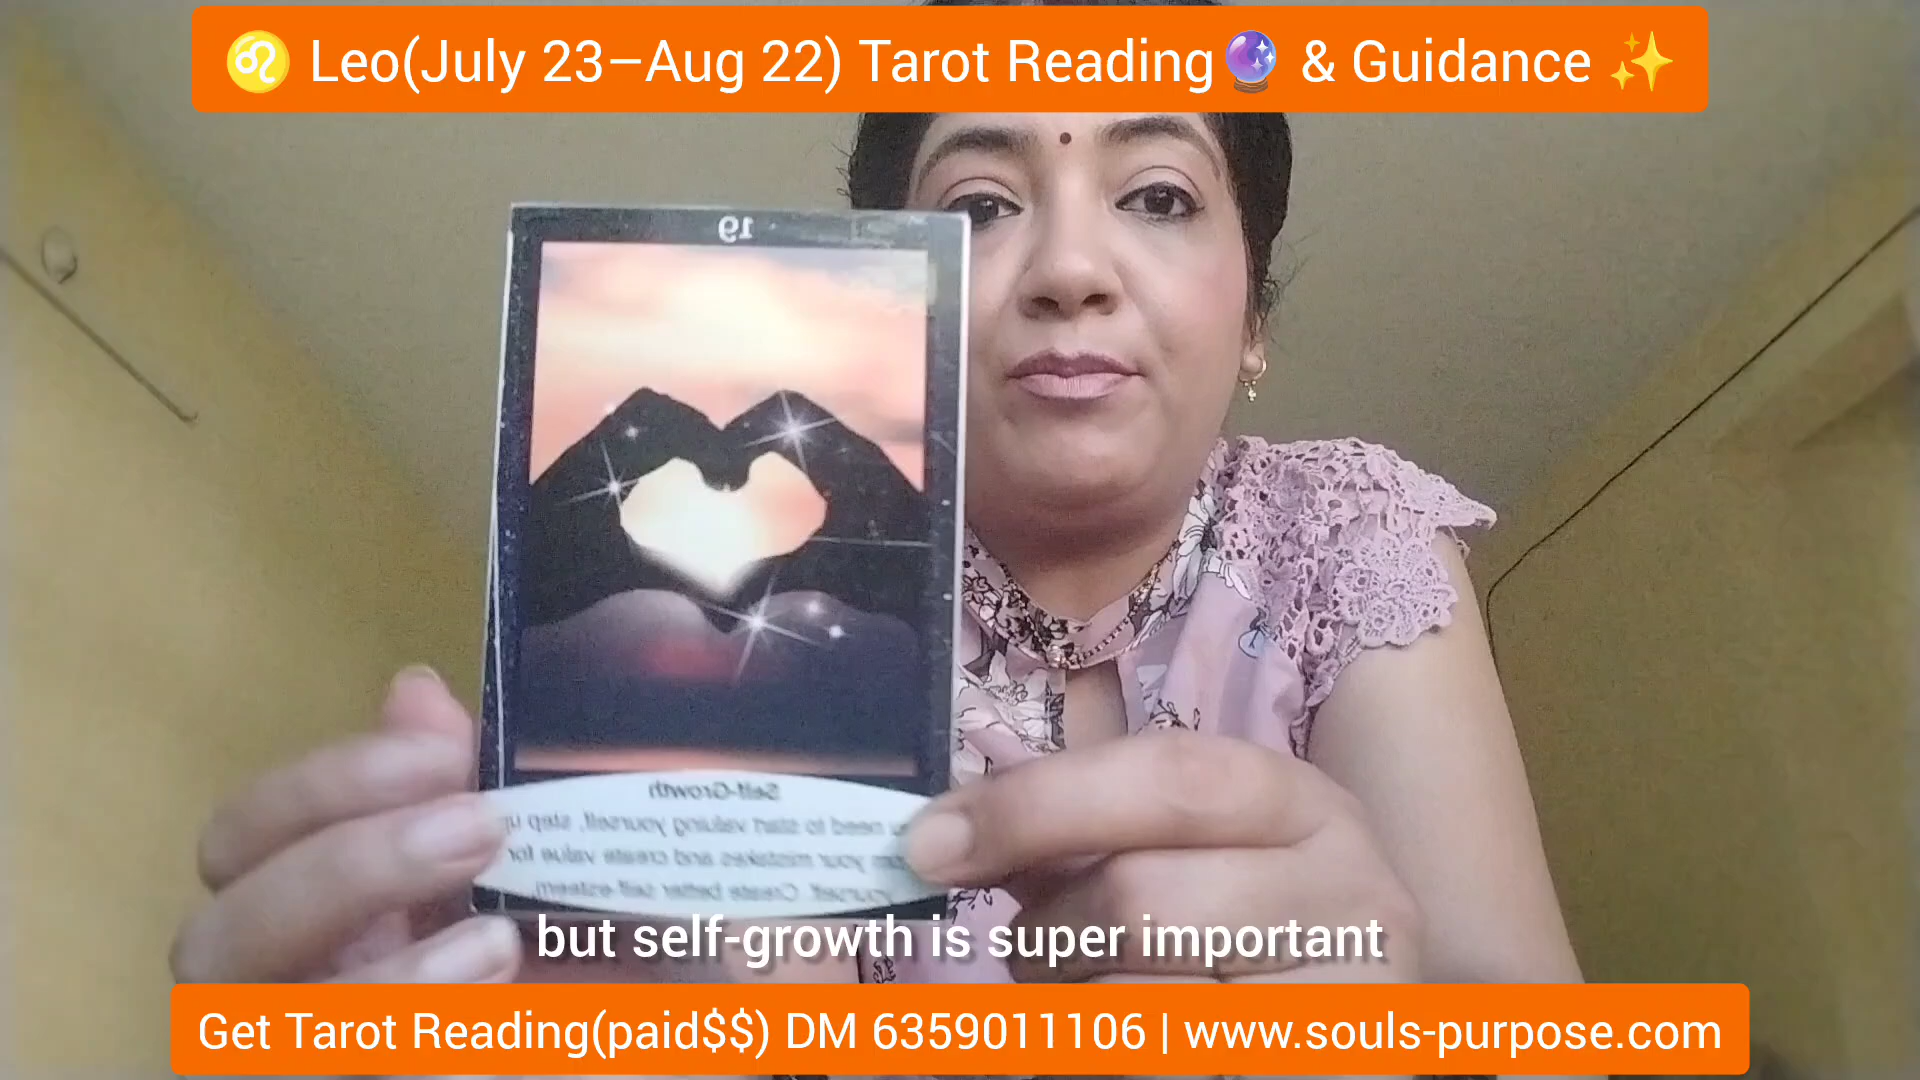 ♌ Leo(July 23–Aug 22) Tarot Reading🔮 & Guidance ✨
19
Self-Growth
need to start valuing yourself, step up
your mistakes and create value for
yourself. Create better self-esteem.
but self-growth is super important
Get Tarot Reading(paid$$) DM 6359011106 | www.souls-purpose.com